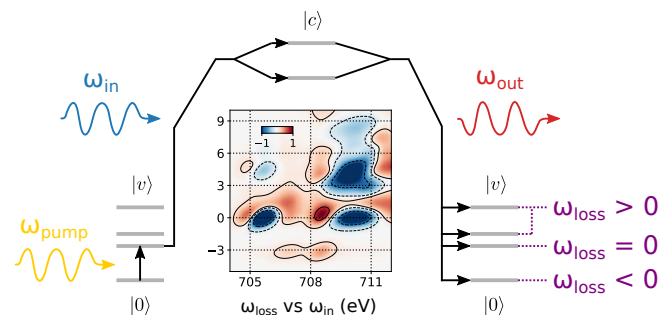 |c⟩
ω_in
ω_out
|v⟩
ω_pump
|0⟩
-1 1
9
6
3
0
−3
705 708 711
ω_loss vs ω_in (eV)
|v⟩
ω_loss > 0
ω_loss = 0
ω_loss < 0
|0⟩